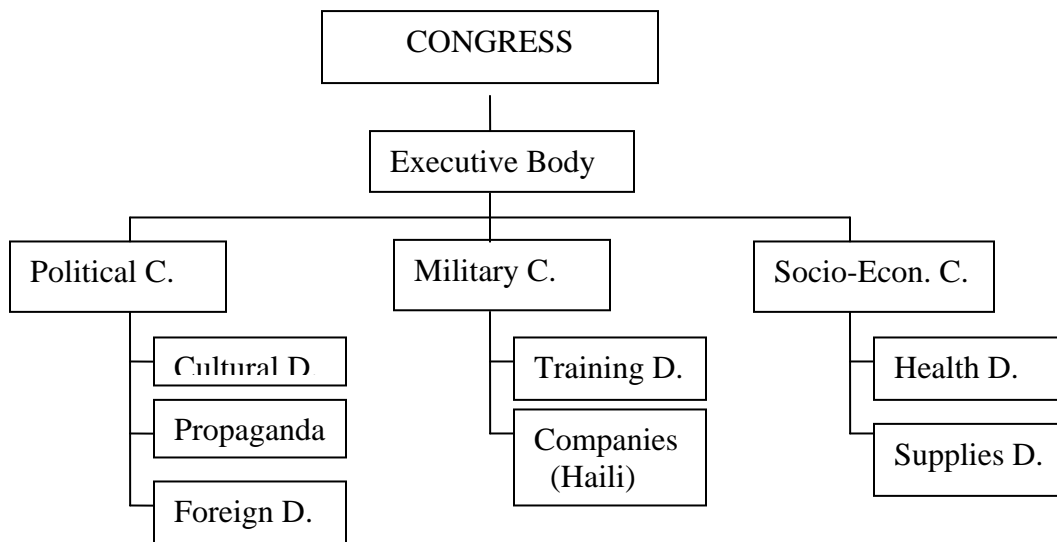 CONGRESS
Executive Body
Political C.
Military C.
Socio-Econ. C.
Cultural D.
Propaganda
Foreign D.
Training D.
Companies
(Haili)
Health D.
Supplies D.